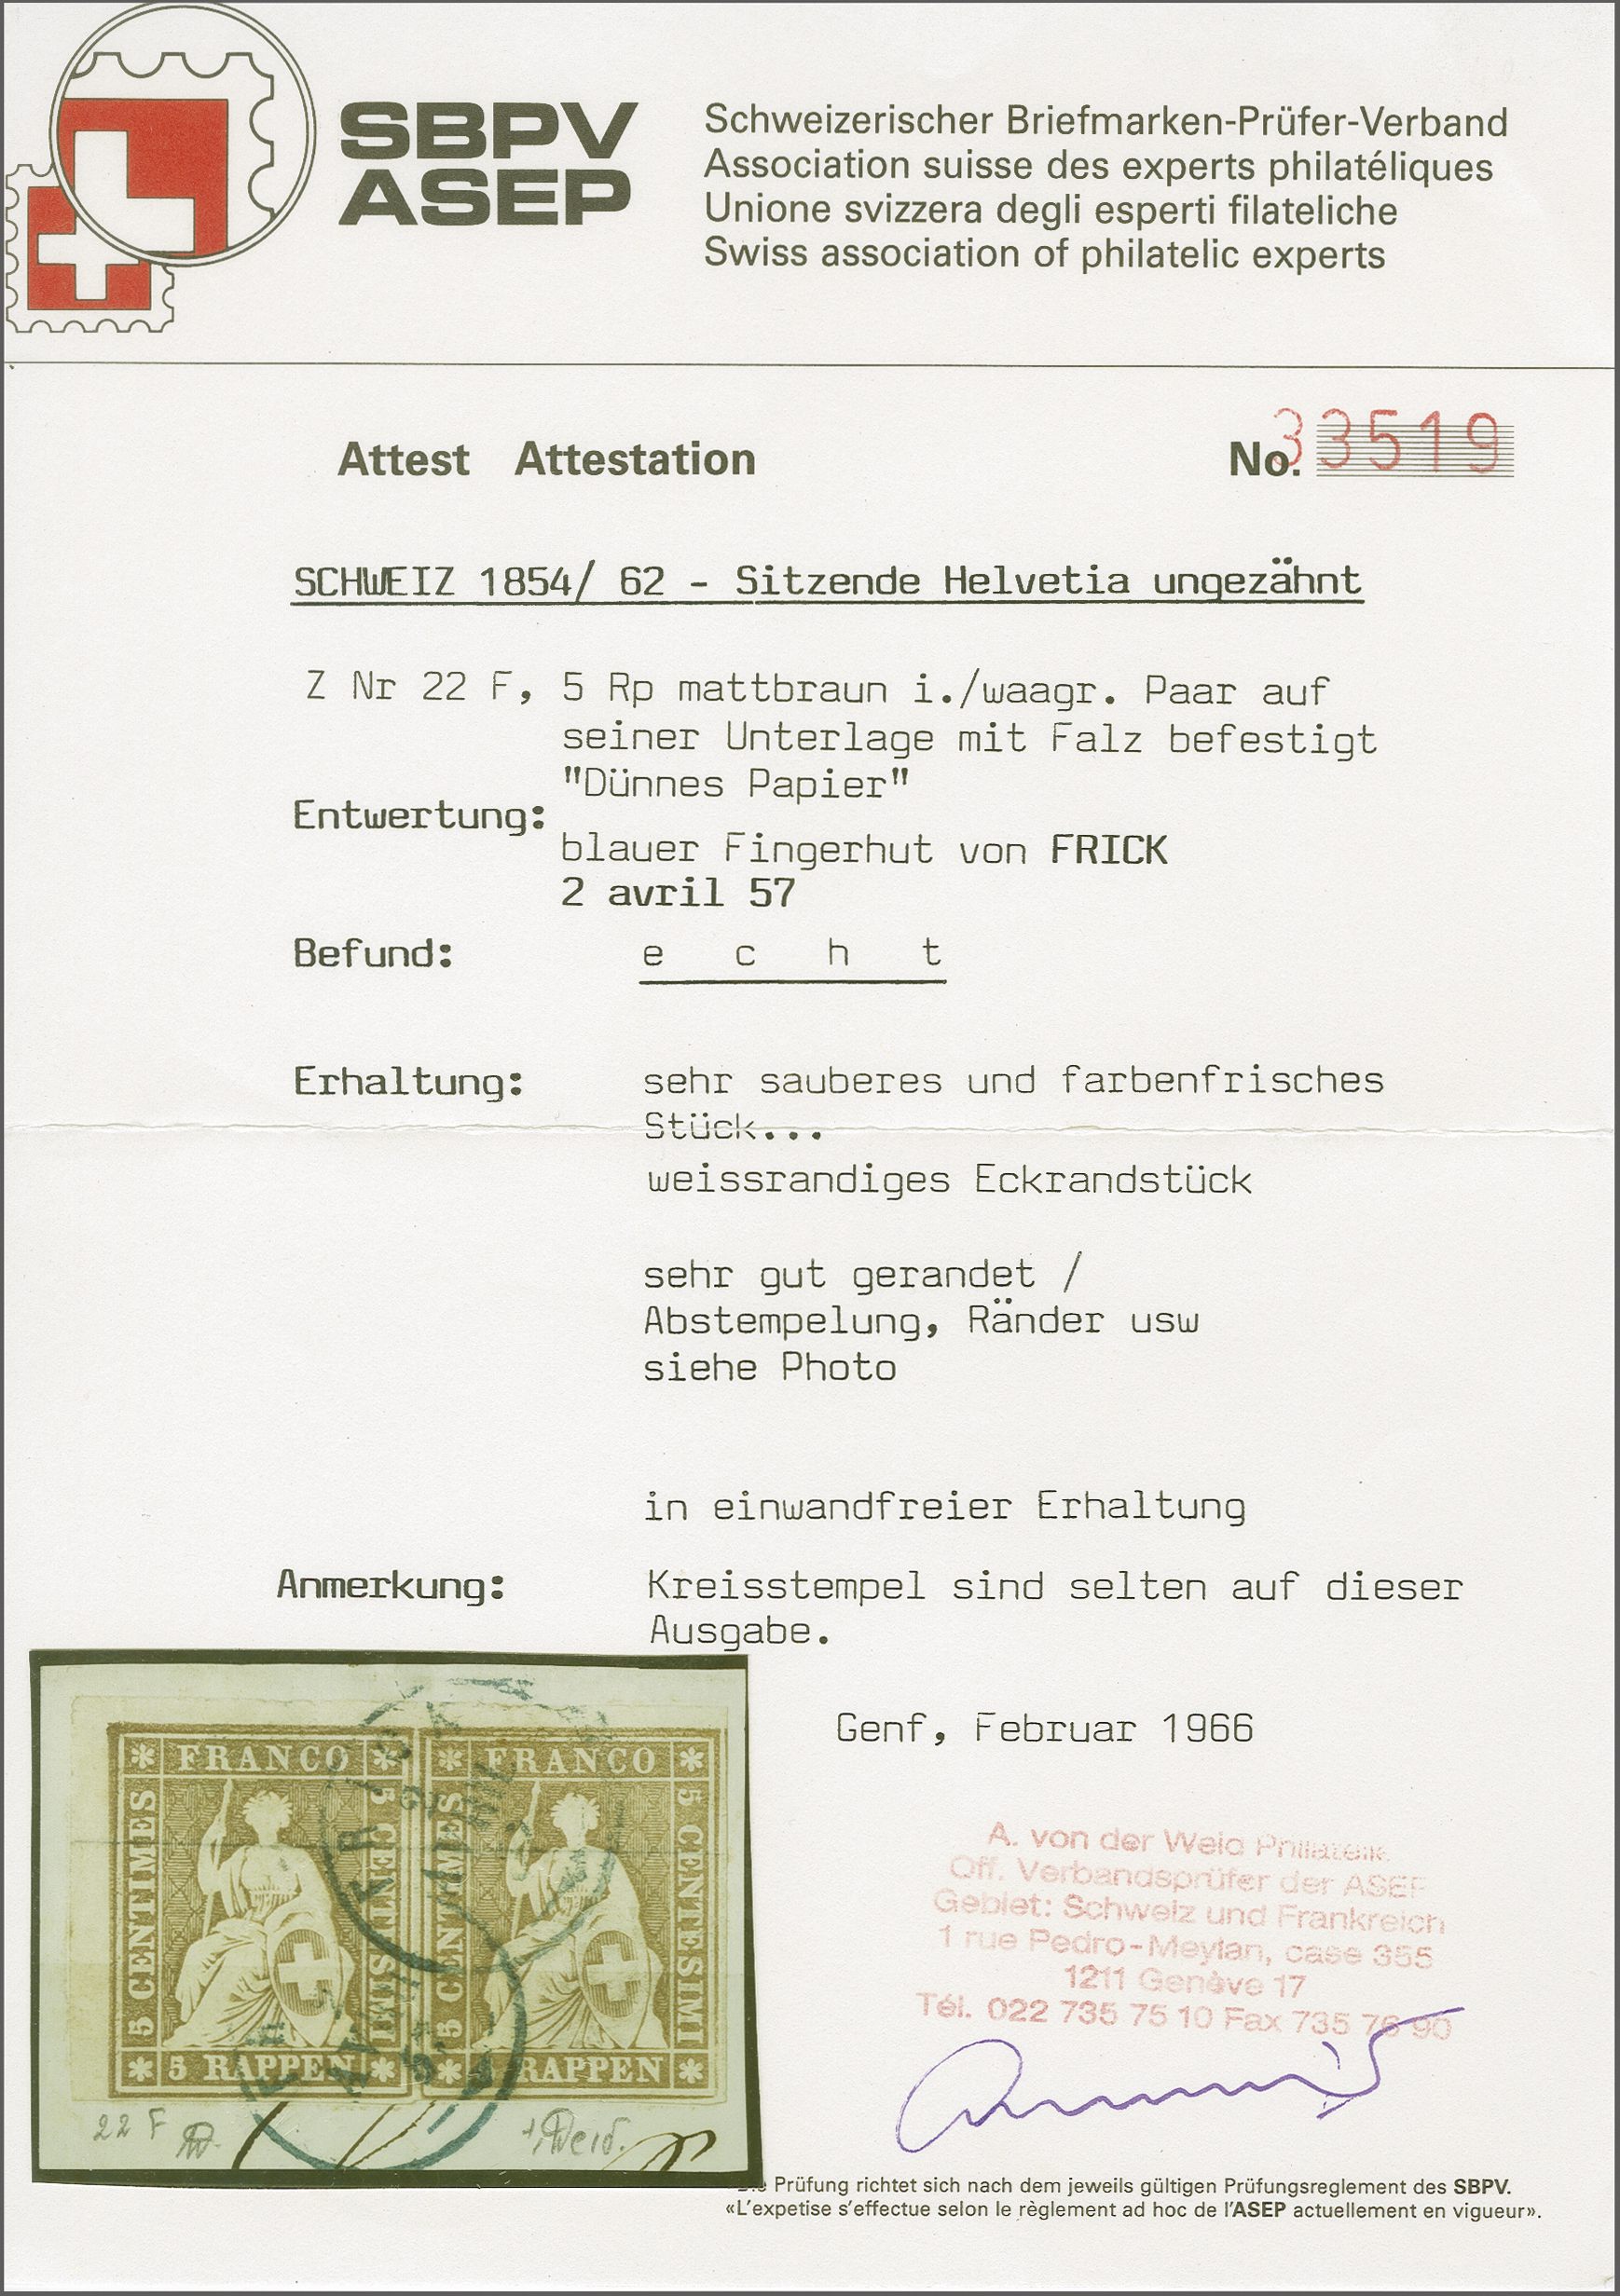 SBPV
ASEP
Schweizerischer Briefmarken-Prüfer-Verband
Association suisse des experts philatéliques
Unione svizzera degli esperti filateliche
Swiss association of philatelic experts
Attest Attestation
No. 33519
SCHWEIZ 1854/ 62 - Sitzende Helvetia ungezähnt
Z Nr 22 F, 5 Rp mattbraun i./waagr. Paar auf
seiner Unterlage mit Falz befestigt
"Dünnes Papier"
Entwertung:
blauer Fingerhut von FRICK
2 avril 57
Befund: e c h t
Erhaltung: sehr sauberes und farbenfrisches
Stück...
weissrandiges Eckrandstück
sehr gut gerandet /
Abstempelung, Ränder usw
siehe Photo
in einwandfreier Erhaltung
Anmerkung: Kreisstempel sind selten auf dieser
Ausgabe.
Genf, Februar 1966
FRANCO FRANCO
5 CENTIMES
5 CENTESIMI
5 CENTIMES
5 CENTESIMI
5 RAPPEN RAPPEN
22 F
A. von der Weid Philatelie
Off. Verbandsprüfer der ASEP
Gebiet: Schweiz und Frankreich
1 rue Pedro-Meylan, case 355
1211 Genève 17
Tél. 022 735 75 10 Fax 735 76 90
Prüfung richtet sich nach dem jeweils gültigen Prüfungsreglement des SBPV.
«L'expetise s'effectue selon le règlement ad hoc de l'ASEP actuellement en vigueur».